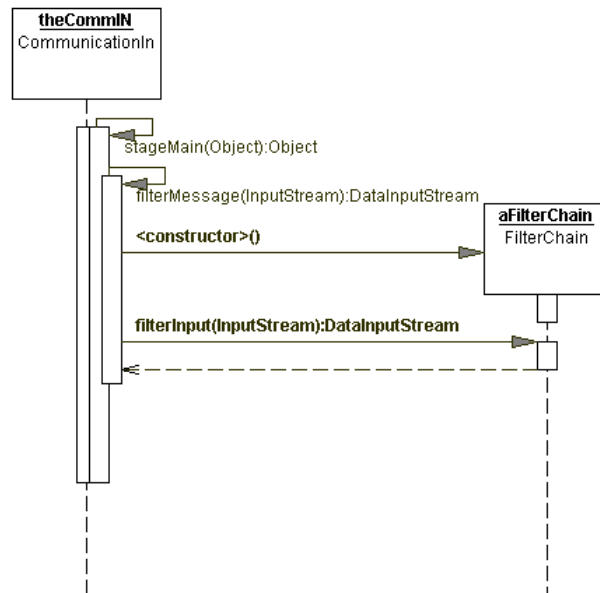 theCommIN
CommunicationIn
stageMain(Object):Object
filterMessage(InputStream):DataInputStream
aFilterChain
FilterChain
<constructor>()
filterInput(InputStream):DataInputStream